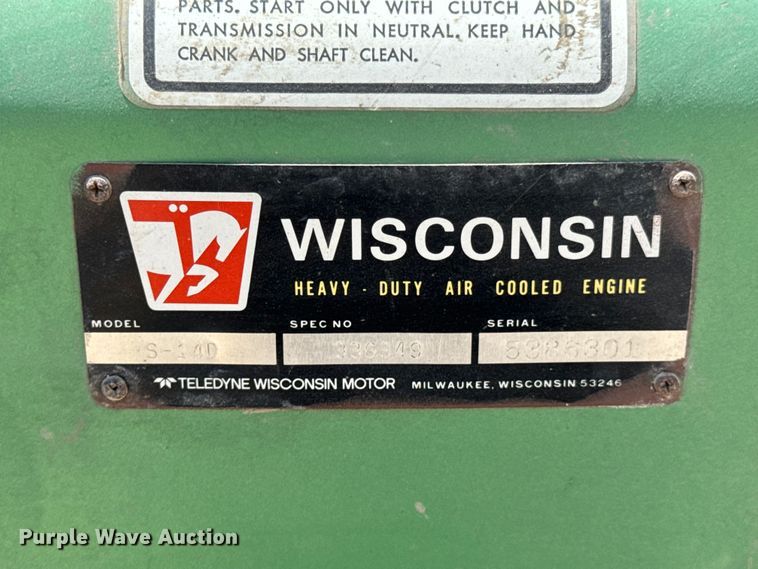 PARTS. START ONLY WITH CLUTCH AND
TRANSMISSION IN NEUTRAL. KEEP HAND
CRANK AND SHAFT CLEAN.
WISCONSIN
HEAVY - DUTY AIR COOLED ENGINE
MODEL SPEC NO SERIAL
S-14D 5386301
TELEDYNE WISCONSIN MOTOR MILWAUKEE, WISCONSIN 53246
Purple Wave Auction